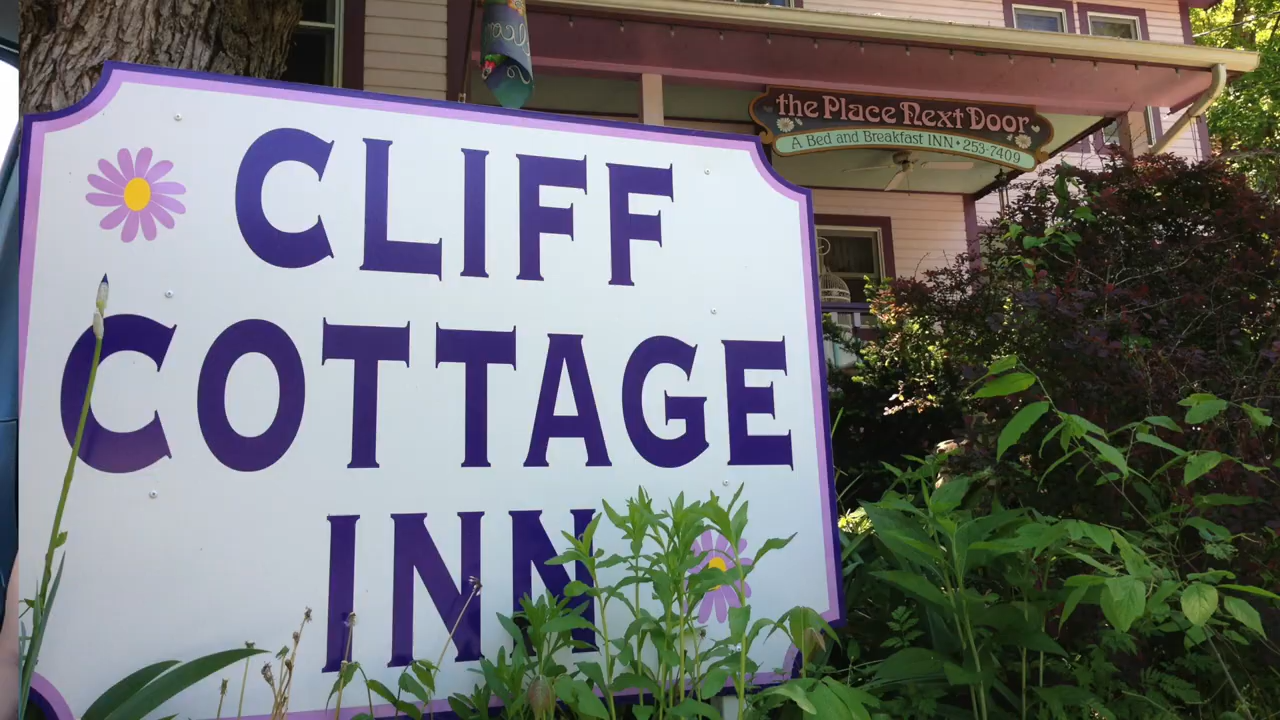 CLIFF
COTTAGE
INN
the Place Next Door
A Bed and Breakfast INN • 253-7409